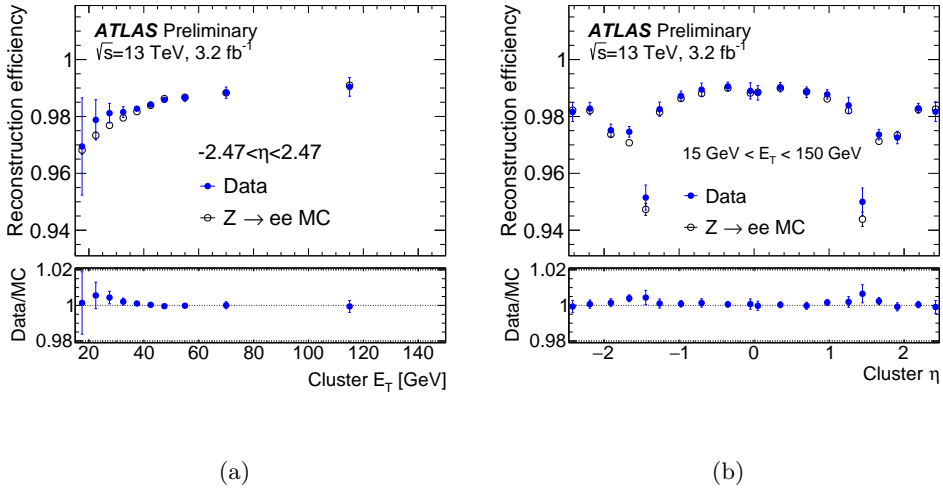 ATLAS Preliminary
√s=13 TeV, 3.2 fb⁻¹
Reconstruction efficiency
1
0.98
0.96
0.94
-2.47<η<2.47
Data
Z → ee MC
Data/MC
1.02
1
0.98
20 40 60 80 100 120 140
Cluster E_T [GeV]
(a)
ATLAS Preliminary
√s=13 TeV, 3.2 fb⁻¹
Reconstruction efficiency
1
0.98
0.96
0.94
15 GeV < E_T < 150 GeV
Data
Z → ee MC
Data/MC
1.02
1
0.98
−2 −1 0 1 2
Cluster η
(b)